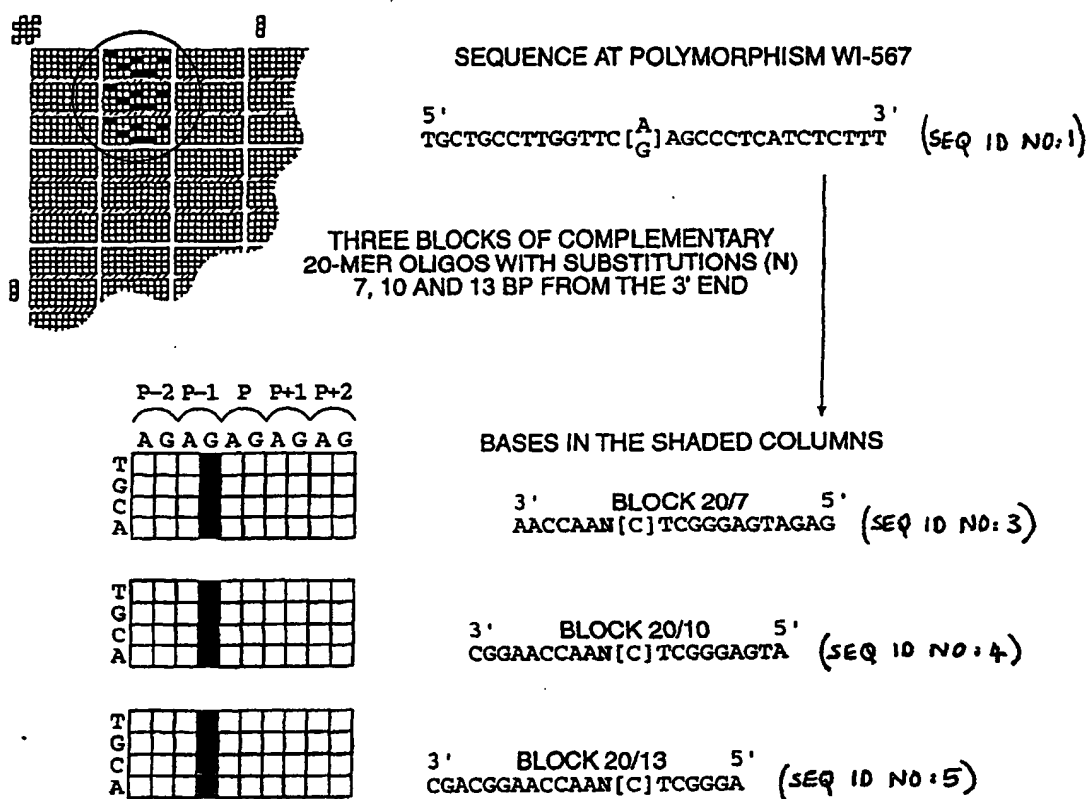 #
8
8
SEQUENCE AT POLYMORPHISM WI-567
5' 3'
TGCTGCCTTGGTTC[A/G]AGCCCTCATCTCTTT (SEQ ID NO:1)
THREE BLOCKS OF COMPLEMENTARY
20-MER OLIGOS WITH SUBSTITUTIONS (N)
7, 10 AND 13 BP FROM THE 3' END
P-2 P-1 P P+1 P+2
A G A G A G A G A G
BASES IN THE SHADED COLUMNS
T
G
C
A
3' BLOCK 20/7 5'
AACCAAN[C]TCGGGAGTAGAG (SEQ ID NO: 3)
T
G
C
A
3' BLOCK 20/10 5'
CGGAACCAAN[C]TCGGGAGTA (SEQ ID NO: 4)
T
G
C
A
3' BLOCK 20/13 5'
CGACGGAACCAAN[C]TCGGGA (SEQ ID NO: 5)